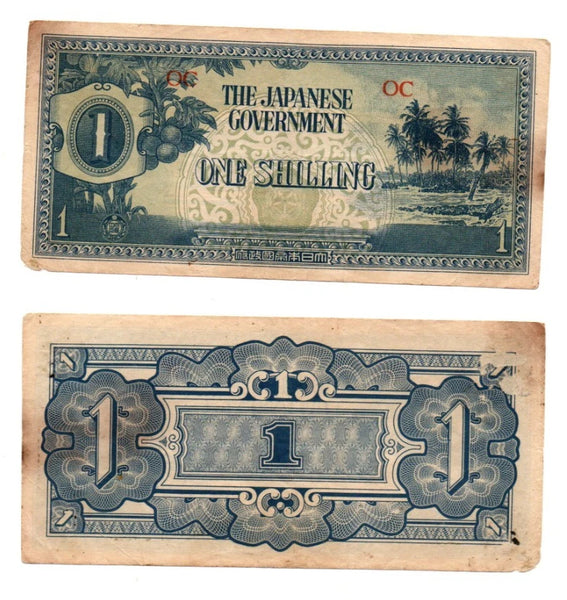 OC OC
THE JAPANESE
GOVERNMENT
1
ONE SHILLING
1 1
府政國帝本日大
1
1 1 1